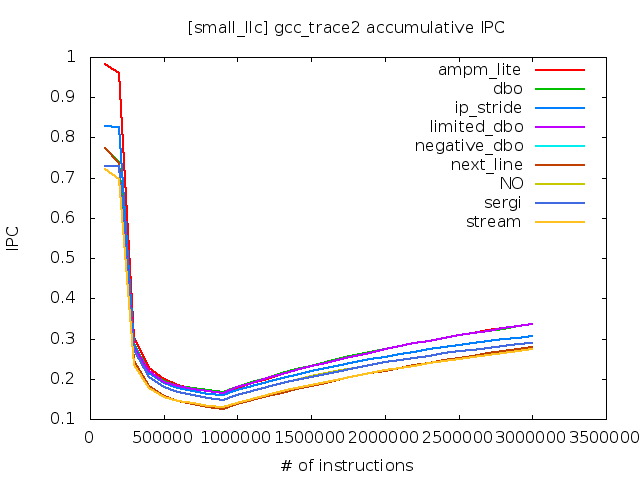 [small_llc] gcc_trace2 accumulative IPC
1
0.9
0.8
0.7
0.6
0.5
0.4
0.3
0.2
0.1
IPC
ampm_lite
dbo
ip_stride
limited_dbo
negative_dbo
next_line
NO
sergi
stream
0 500000 1000000 1500000 2000000 2500000 3000000 3500000
# of instructions